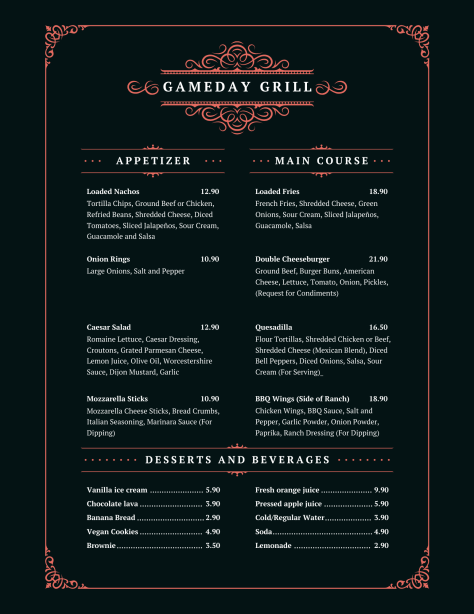 GAMEDAY GRILL
APPETIZER
Loaded Nachos 12.90
Tortilla Chips, Ground Beef or Chicken,
Refried Beans, Shredded Cheese, Diced
Tomatoes, Sliced Jalapeños, Sour Cream,
Guacamole and Salsa
Onion Rings 10.90
Large Onions, Salt and Pepper
Caesar Salad 12.90
Romaine Lettuce, Caesar Dressing,
Croutons, Grated Parmesan Cheese,
Lemon Juice, Olive Oil, Worcestershire
Sauce, Dijon Mustard, Garlic
Mozzarella Sticks 10.90
Mozzarella Cheese Sticks, Bread Crumbs,
Italian Seasoning, Marinara Sauce (For
Dipping)
MAIN COURSE
Loaded Fries 18.90
French Fries, Shredded Cheese, Green
Onions, Sour Cream, Sliced Jalapeños,
Guacamole, Salsa
Double Cheeseburger 21.90
Ground Beef, Burger Buns, American
Cheese, Lettuce, Tomato, Onion, Pickles,
(Request for Condiments)
Quesadilla 16.50
Flour Tortillas, Shredded Chicken or Beef,
Shredded Cheese (Mexican Blend), Diced
Bell Peppers, Diced Onions, Salsa, Sour
Cream (For Serving)_
BBQ Wings (Side of Ranch) 18.90
Chicken Wings, BBQ Sauce, Salt and
Pepper, Garlic Powder, Onion Powder,
Paprika, Ranch Dressing (For Dipping)
DESSERTS AND BEVERAGES
Vanilla ice cream ....................... 5.90
Chocolate lava ............................ 3.90
Banana Bread ............................. 2.90
Vegan Cookies ........................... 4.90
Brownie ..................................... 3.50
Fresh orange juice ...................... 9.90
Pressed apple juice ..................... 5.90
Cold/Regular Water.................... 3.90
Soda........................................... 4.90
Lemonade ................................. 2.90